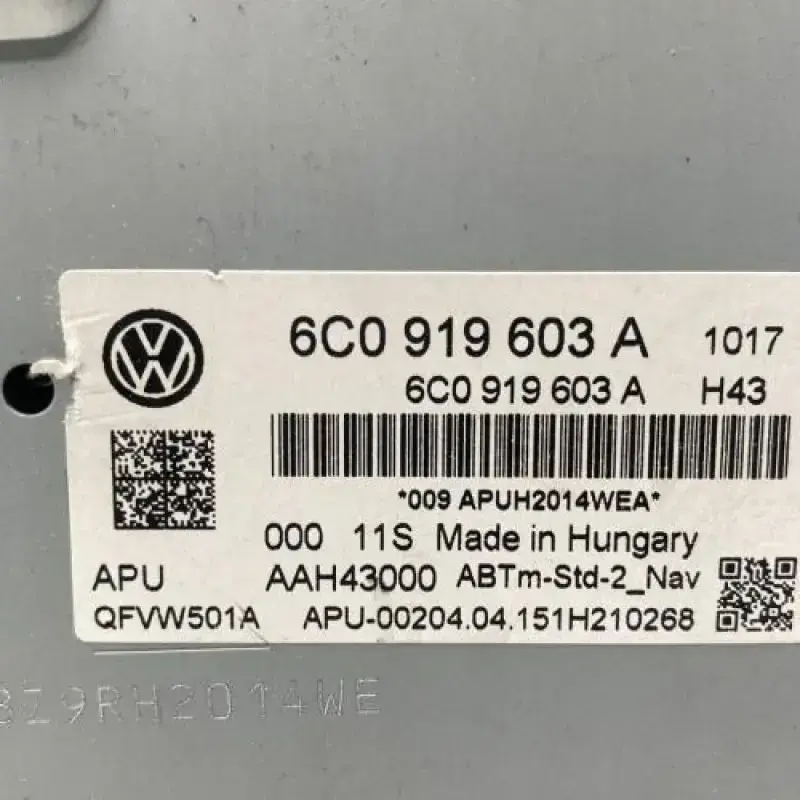 6C0 919 603 A 1017
6C0 919 603 A H43
*009 APUH2014WEA*
000 11S Made in Hungary
APU AAH43000 ABTm-Std-2_Nav
QFVW501A APU-00204.04.151H210268
3Z9RH2014WE